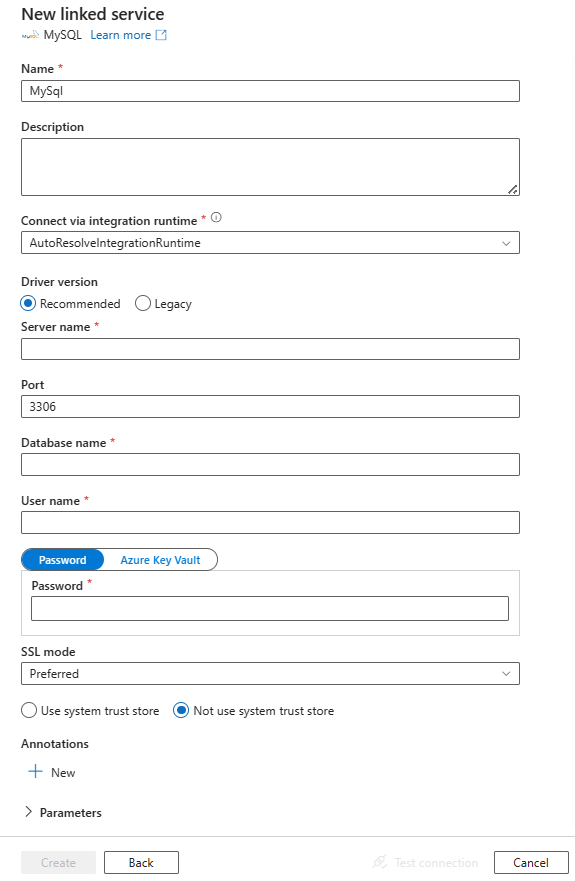 New linked service
MySQL MySQL Learn more
Name *
MySql
Description
Connect via integration runtime *
AutoResolveIntegrationRuntime
Driver version
Recommended Legacy
Server name *
Port
3306
Database name *
User name *
Password Azure Key Vault
Password *
SSL mode
Preferred
Use system trust store Not use system trust store
Annotations
New
Parameters
Create Back Test connection Cancel